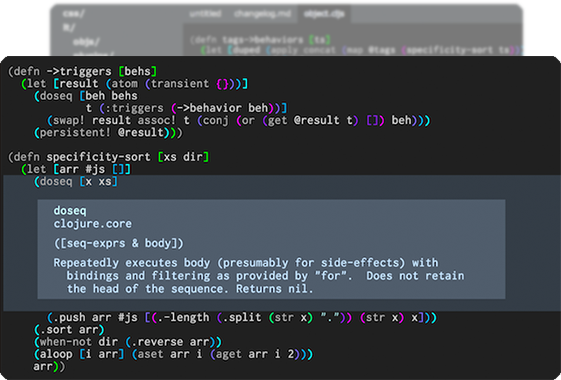 css/
lt/
objs/
untitled changelog.md object.cljs
(defn tags->behaviors [ts]
(let [duped (apply concat (map @tags (specificity-sort ts)))
(defn ->triggers [behs]
(let [result (atom (transient {}))]
(doseq [beh behs
t (:triggers (->behavior beh))]
(swap! result assoc! t (conj (or (get @result t) []) beh)))
(persistent! @result)))
(defn specificity-sort [xs dir]
(let [arr #js []]
(doseq [x xs]
doseq
clojure.core
([seq-exprs & body])
Repeatedly executes body (presumably for side-effects) with
bindings and filtering as provided by "for".  Does not retain
the head of the sequence. Returns nil.
(.push arr #js [(.-length (.split (str x) ".")) (str x) x]))
(.sort arr)
(when-not dir (.reverse arr))
(aloop [i arr] (aset arr i (aget arr i 2)))
arr))